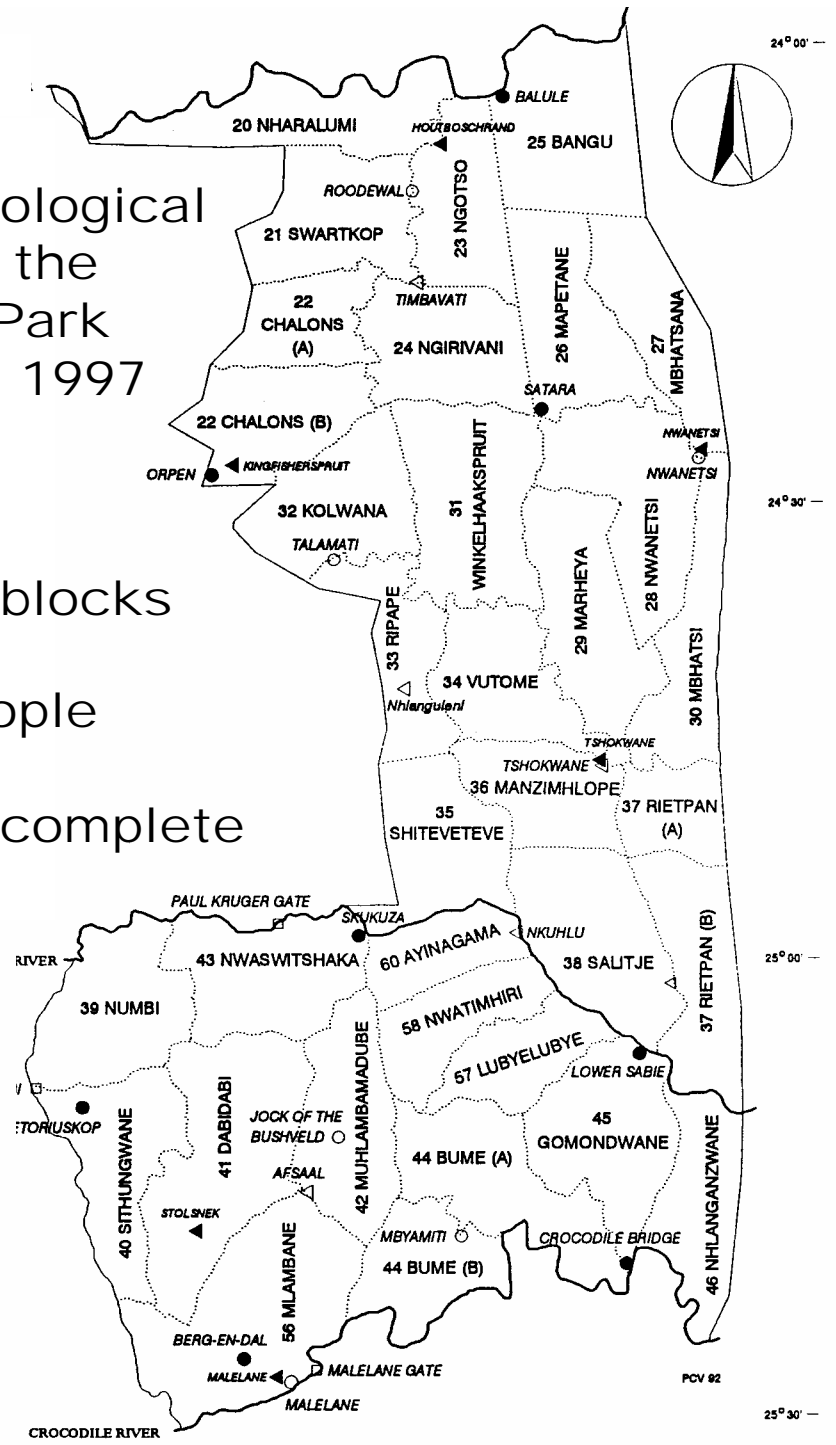 24° 00'
BALULE
20 NHARALUMI
HOUTBOSCHRAND
25 BANGU
ological
the
Park
1997
ROODEWAL
23 NGOTSO
21 SWARTKOP
26 MAPETANE
27
MBHATSANA
22
CHALONS
(A)
TIMBAVATI
24 NGIRIVANI
SATARA
22 CHALONS (B)
31
WINKELHAAKSPRUIT
NWANETSI
NWANETSI
ORPEN
KINGFISHERSPRUIT
24° 30'
32 KOLWANA
28 NWANETSI
TALAMATI
29 MARHEYA
blocks
33 RIPAPE
34 VUTOME
30 MBHATSI
ople
Nhlanguleni
TSHOKWANE
TSHOKWANE
36 MANZIMHLOPE
37 RIETPAN
(A)
35
SHITEVETEVE
complete
PAUL KRUGER GATE
SKUKUZA
NKUHLU
37 RIETPAN (B)
RIVER
43 NWASWITSHAKA
60 AYINAGAMA
38 SALITJE
25° 00'
39 NUMBI
58 NWATIMHIRI
57 LUBYELUBYE
LOWER SABIE
ETORIUSKOP
40 SITHUNGWANE
41 DABIDABI
JOCK OF THE
BUSHVELD
42 MUHLAMBAMADUBE
45
GOMONDWANE
44 BUME (A)
46 NHLANGANZWANE
AFSAAL
STOLSNEK
MBYAMITI
CROCODILE BRIDGE
44 BUME (B)
56 MLAMBANE
BERG-EN-DAL
MALELANE
MALELANE GATE
MALELANE
PCV 92
25° 30'
CROCODILE RIVER